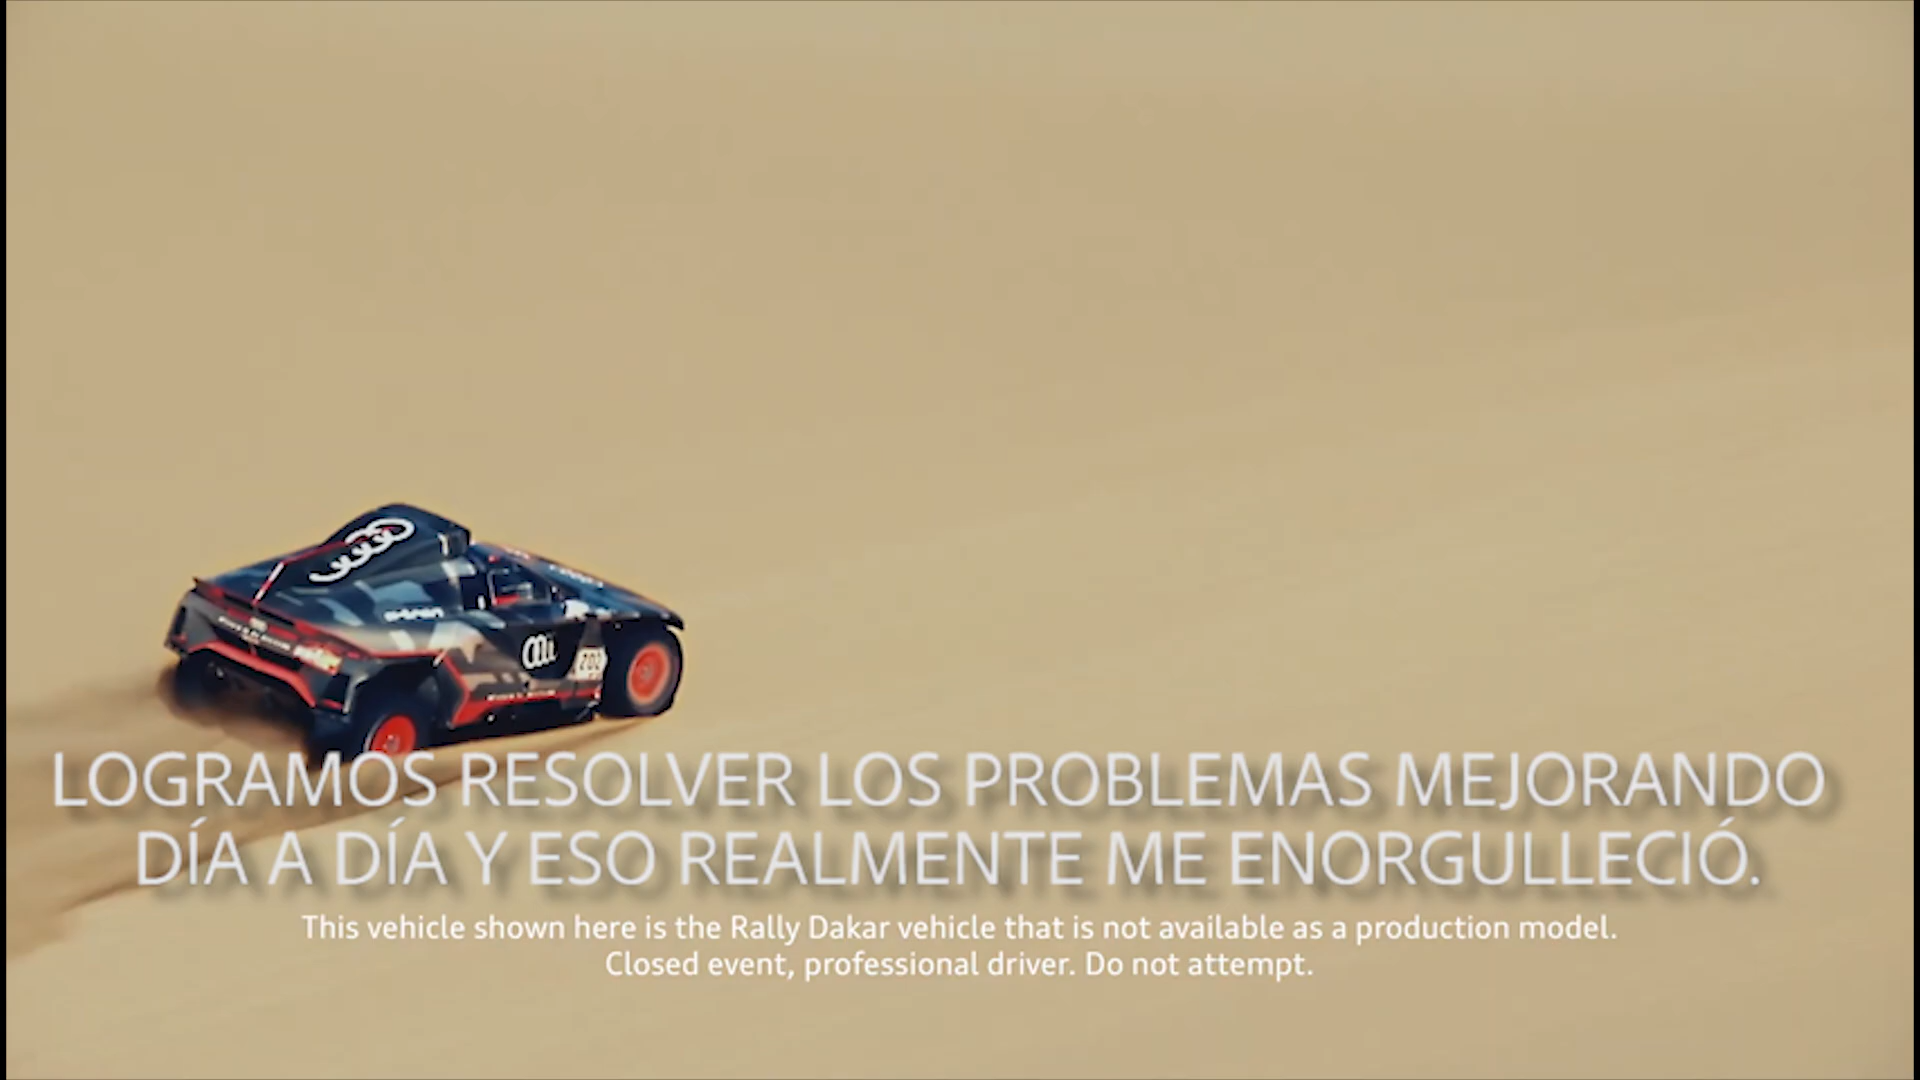 202
LOGRAMOS RESOLVER LOS PROBLEMAS MEJORANDO
DÍA A DÍA Y ESO REALMENTE ME ENORGULLECIÓ.
This vehicle shown here is the Rally Dakar vehicle that is not available as a production model.
Closed event, professional driver. Do not attempt.